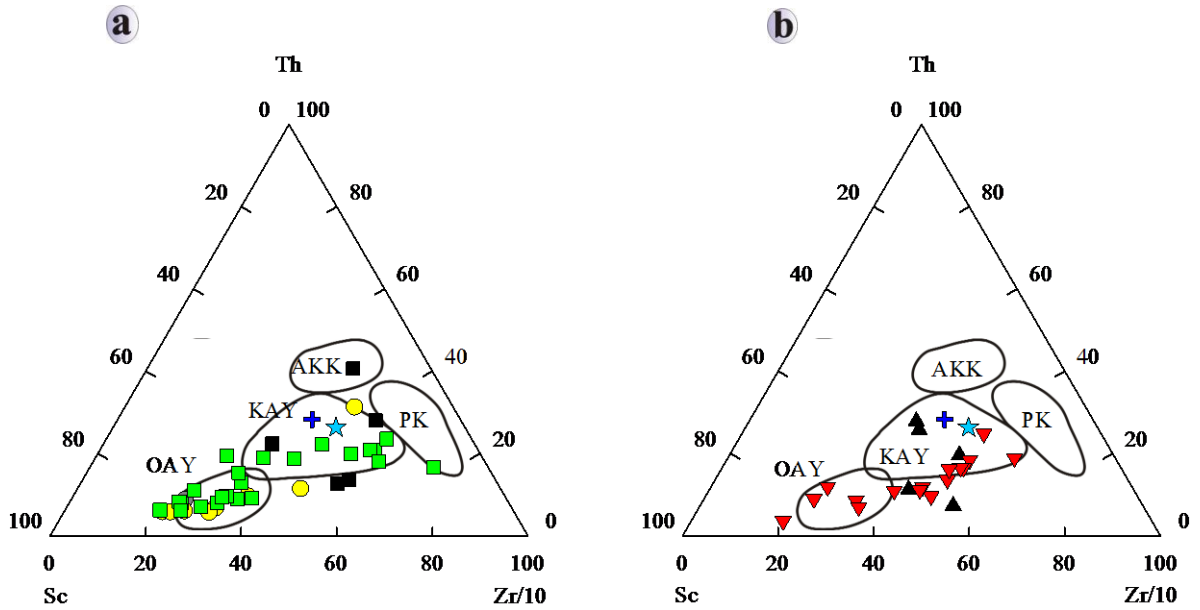 a b
Th Th
0 100 0 100
20 80 20 80
40 60 40 60
AKK AKK
60 40 60 40
KAY PK PK
80 20 80 20
OAY OAY KAY
100 0 100 0
0 20 40 60 80 100 0 20 40 60 80 100
Sc Zr/10 Sc Zr/10